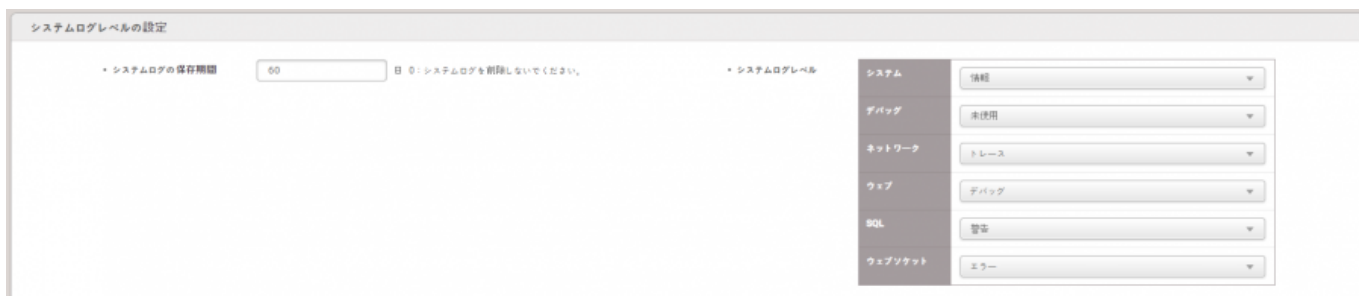 システムログレベルの設定
• システムログの保存期間 60 日 0：システムログを削除しないでください。
• システムログレベル
システム 情報
デバッグ 未使用
ネットワーク トレース
ウェブ デバッグ
SQL 警告
ウェブソケット エラー